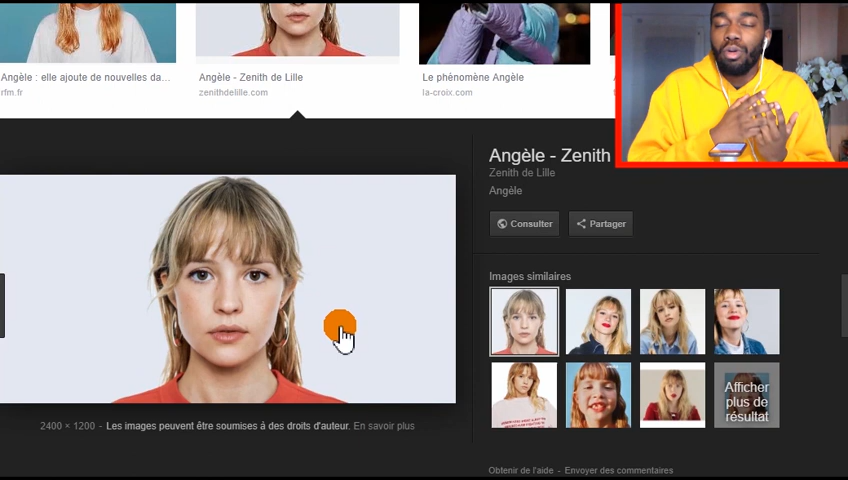 Angèle : elle ajoute de nouvelles da...
rfm.fr
Angèle - Zenith de Lille
zenithdelille.com
Le phénomène Angèle
la-croix.com
Angèle - Zenith
Zenith de Lille
Angèle
Consulter
Partager
Images similaires
Afficher
plus de
résultat
2400 × 1200 - Les images peuvent être soumises à des droits d'auteur. En savoir plus
Obtenir de l'aide - Envoyer des commentaires